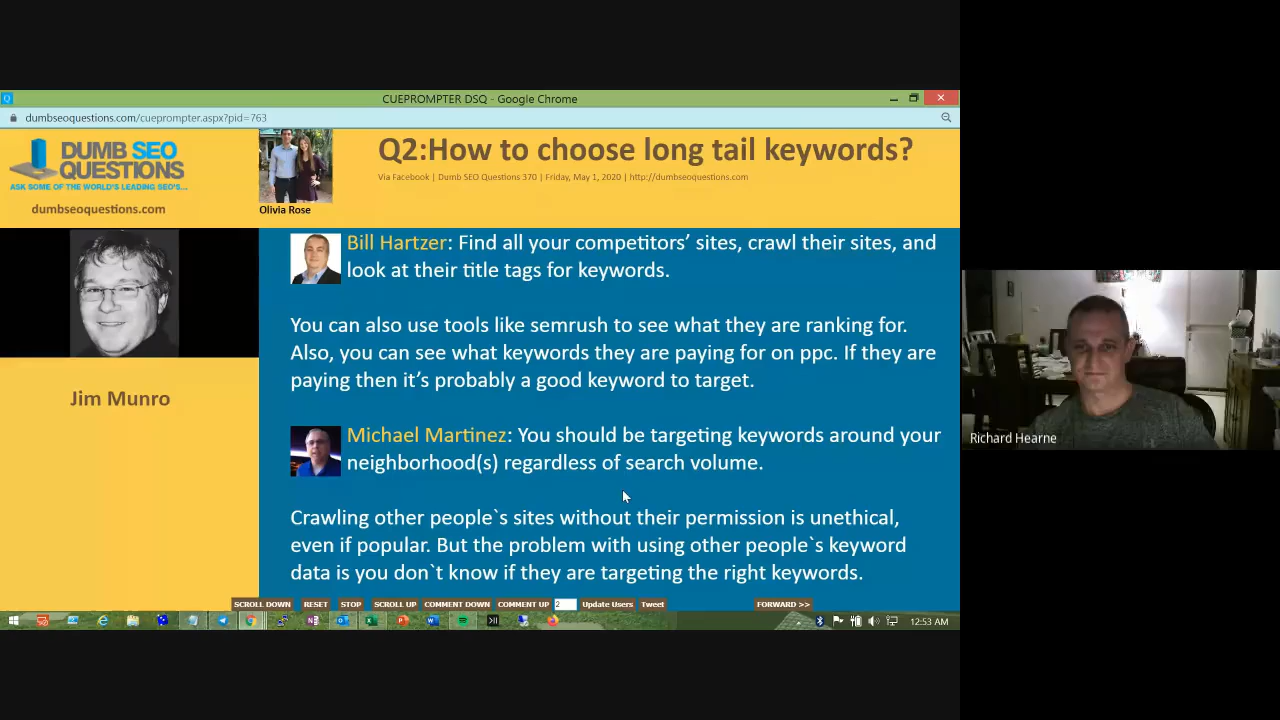 CUEPROMPTER DSQ - Google Chrome
dumbseoquestions.com/cueprompter.aspx?pid=763
DUMB SEO
QUESTIONS
ASK SOME OF THE WORLD'S LEADING SEO'S...
dumbseoquestions.com
Olivia Rose
Q2:How to choose long tail keywords?
Via Facebook | Dumb SEO Questions 370 | Friday, May 1, 2020 | http://dumbseoquestions.com
Jim Munro
Bill Hartzer: Find all your competitors’ sites, crawl their sites, and
look at their title tags for keywords.
You can also use tools like semrush to see what they are ranking for.
Also, you can see what keywords they are paying for on ppc. If they are
paying then it’s probably a good keyword to target.
Michael Martinez: You should be targeting keywords around your
neighborhood(s) regardless of search volume.
Crawling other people`s sites without their permission is unethical,
even if popular. But the problem with using other people`s keyword
data is you don`t know if they are targeting the right keywords.
SCROLL DOWN RESET STOP SCROLL UP COMMENT DOWN COMMENT UP 2 Update Users Tweet FORWARD >>
12:53 AM
Richard Hearne